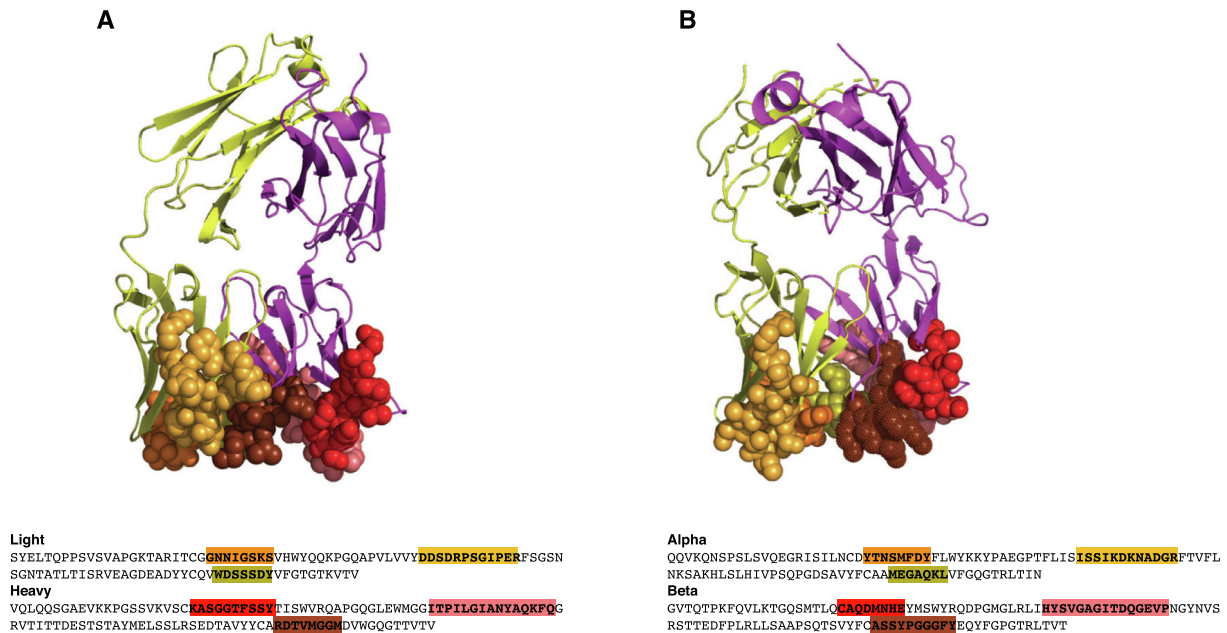 A
B
Light
SYELTQPPSVSVAPGKTARITCGGNNIGSKSVHWYQQKPGQAPVLVVYDDSDRPSGIPERFSGSN
SGNTATLTISRVEAGDEADYYCQVWDSSSDYVFGTGTKVTV
Heavy
VQLQQSGAEVKKPGSSVKVSCKASGGTFSSYTISWVRQAPGQGLEWMGGITPILGIANYAQKFQG
RVTITTDESTSTAYMELSSLRSEDTAVYYCARDTVMGGMDVWGQGTTVTV
Alpha
QQVKQNSPSLSVQEGRISILNCDYTNSMFDYFLWYKKYPAEGPTFLISISSIKDKNADGRFTVFL
NKSAKHLSLHIVPSQPGDSAVYFCAAMEGAQKLVFGQGTRLTIN
Beta
GVTQTPKFQVLKTGQSMTLQCAQDMNHEYMSWYRQDPGMGLRLIHYSVGAGITDQGEVPNGYNVS
RSTTEDFPLRLLSAAPSQTSVYFCASSYPGGGFYEQYFGPGTRLTVT